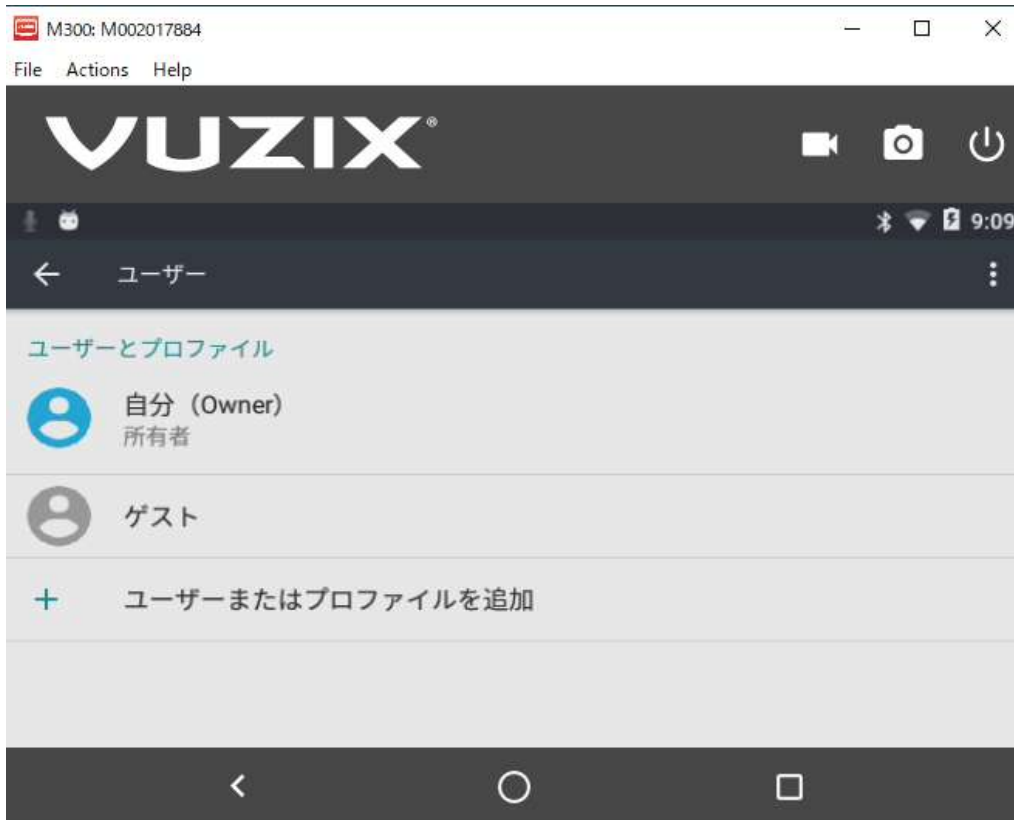 M300: M002017884
File Actions Help
VUZIX®
9:09
ユーザー
ユーザーとプロファイル
自分（Owner）
所有者
ゲスト
ユーザーまたはプロファイルを追加